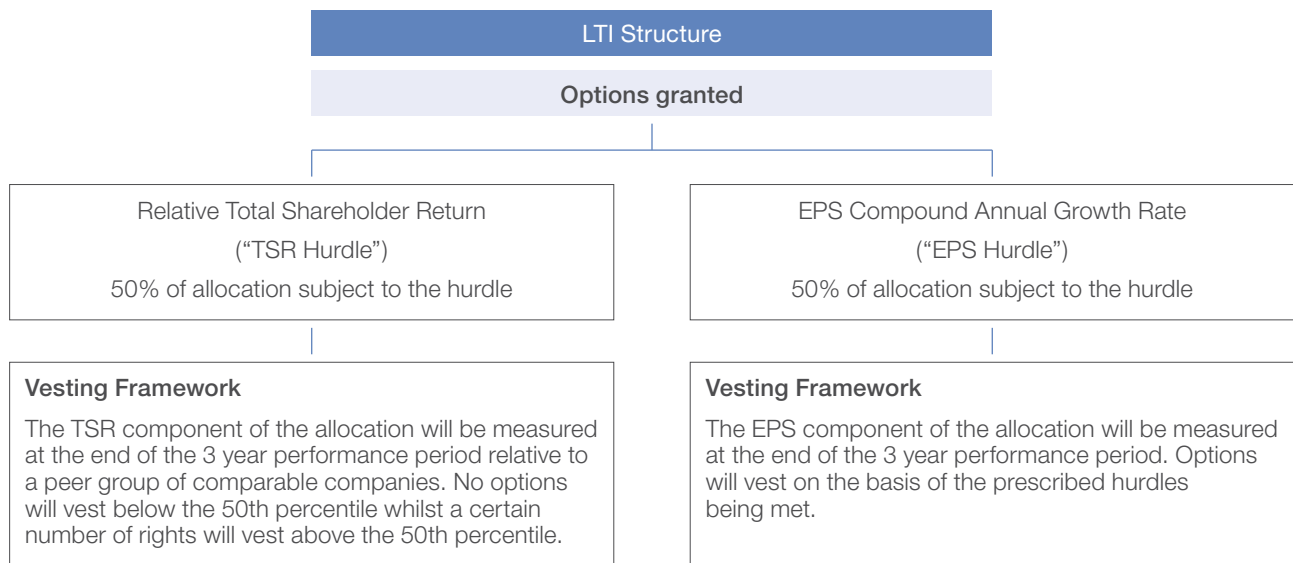 LTI Structure
Options granted
Relative Total Shareholder Return
(“TSR Hurdle”)
50% of allocation subject to the hurdle
EPS Compound Annual Growth Rate
(“EPS Hurdle”)
50% of allocation subject to the hurdle
Vesting Framework
The TSR component of the allocation will be measured
at the end of the 3 year performance period relative to
a peer group of comparable companies. No options
will vest below the 50th percentile whilst a certain
number of rights will vest above the 50th percentile.
Vesting Framework
The EPS component of the allocation will be measured
at the end of the 3 year performance period. Options
will vest on the basis of the prescribed hurdles
being met.